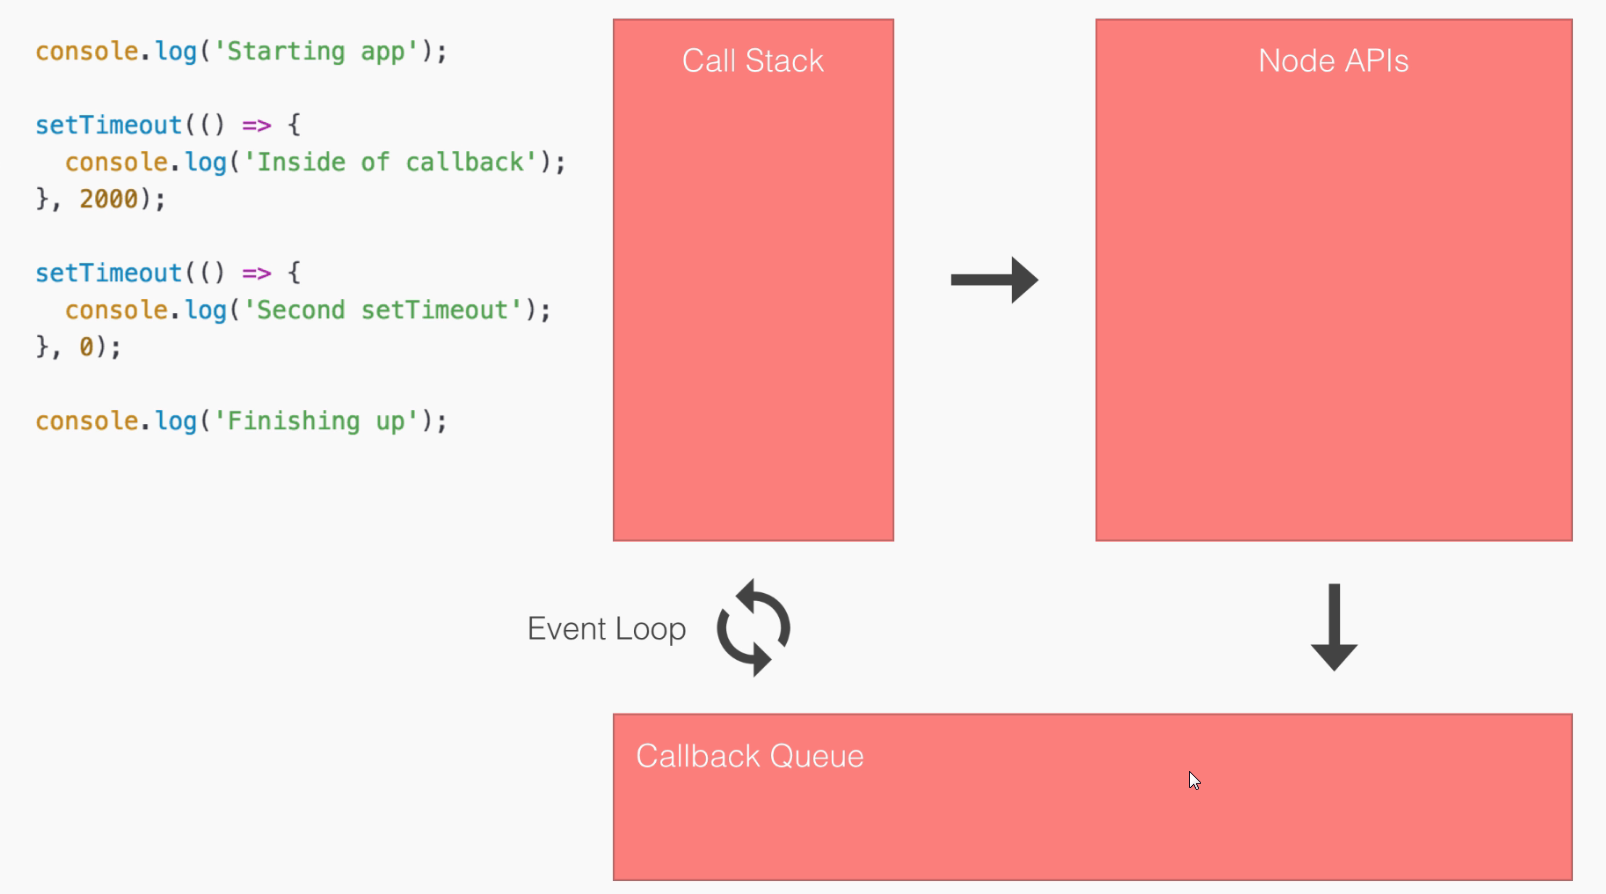 console.log('Starting app');
setTimeout(() => {
  console.log('Inside of callback');
}, 2000);
setTimeout(() => {
  console.log('Second setTimeout');
}, 0);
console.log('Finishing up');
Call Stack
Node APIs
Event Loop
Callback Queue